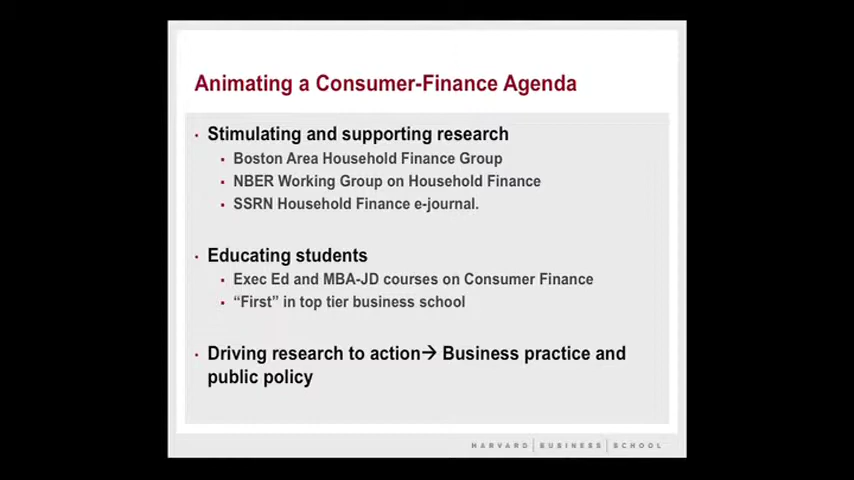 Animating a Consumer-Finance Agenda
• Stimulating and supporting research
• Boston Area Household Finance Group
• NBER Working Group on Household Finance
• SSRN Household Finance e-journal.
• Educating students
• Exec Ed and MBA-JD courses on Consumer Finance
• “First” in top tier business school
• Driving research to action→ Business practice and
public policy
HARVARD | BUSINESS | SCHOOL